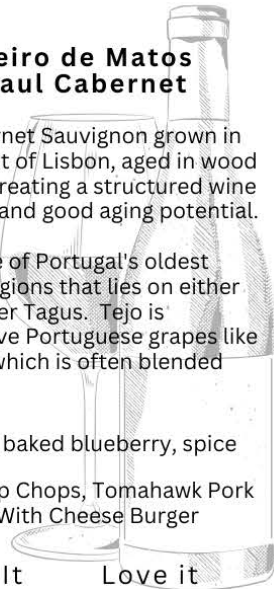 eiro de Matos
aul Cabernet
rnet Sauvignon grown in
t of Lisbon, aged in wood
reating a structured wine
and good aging potential.
e of Portugal's oldest
gions that lies on either
er Tagus. Tejo is
ve Portuguese grapes like
which is often blended
baked blueberry, spice
p Chops, Tomahawk Pork
With Cheese Burger
It Love it